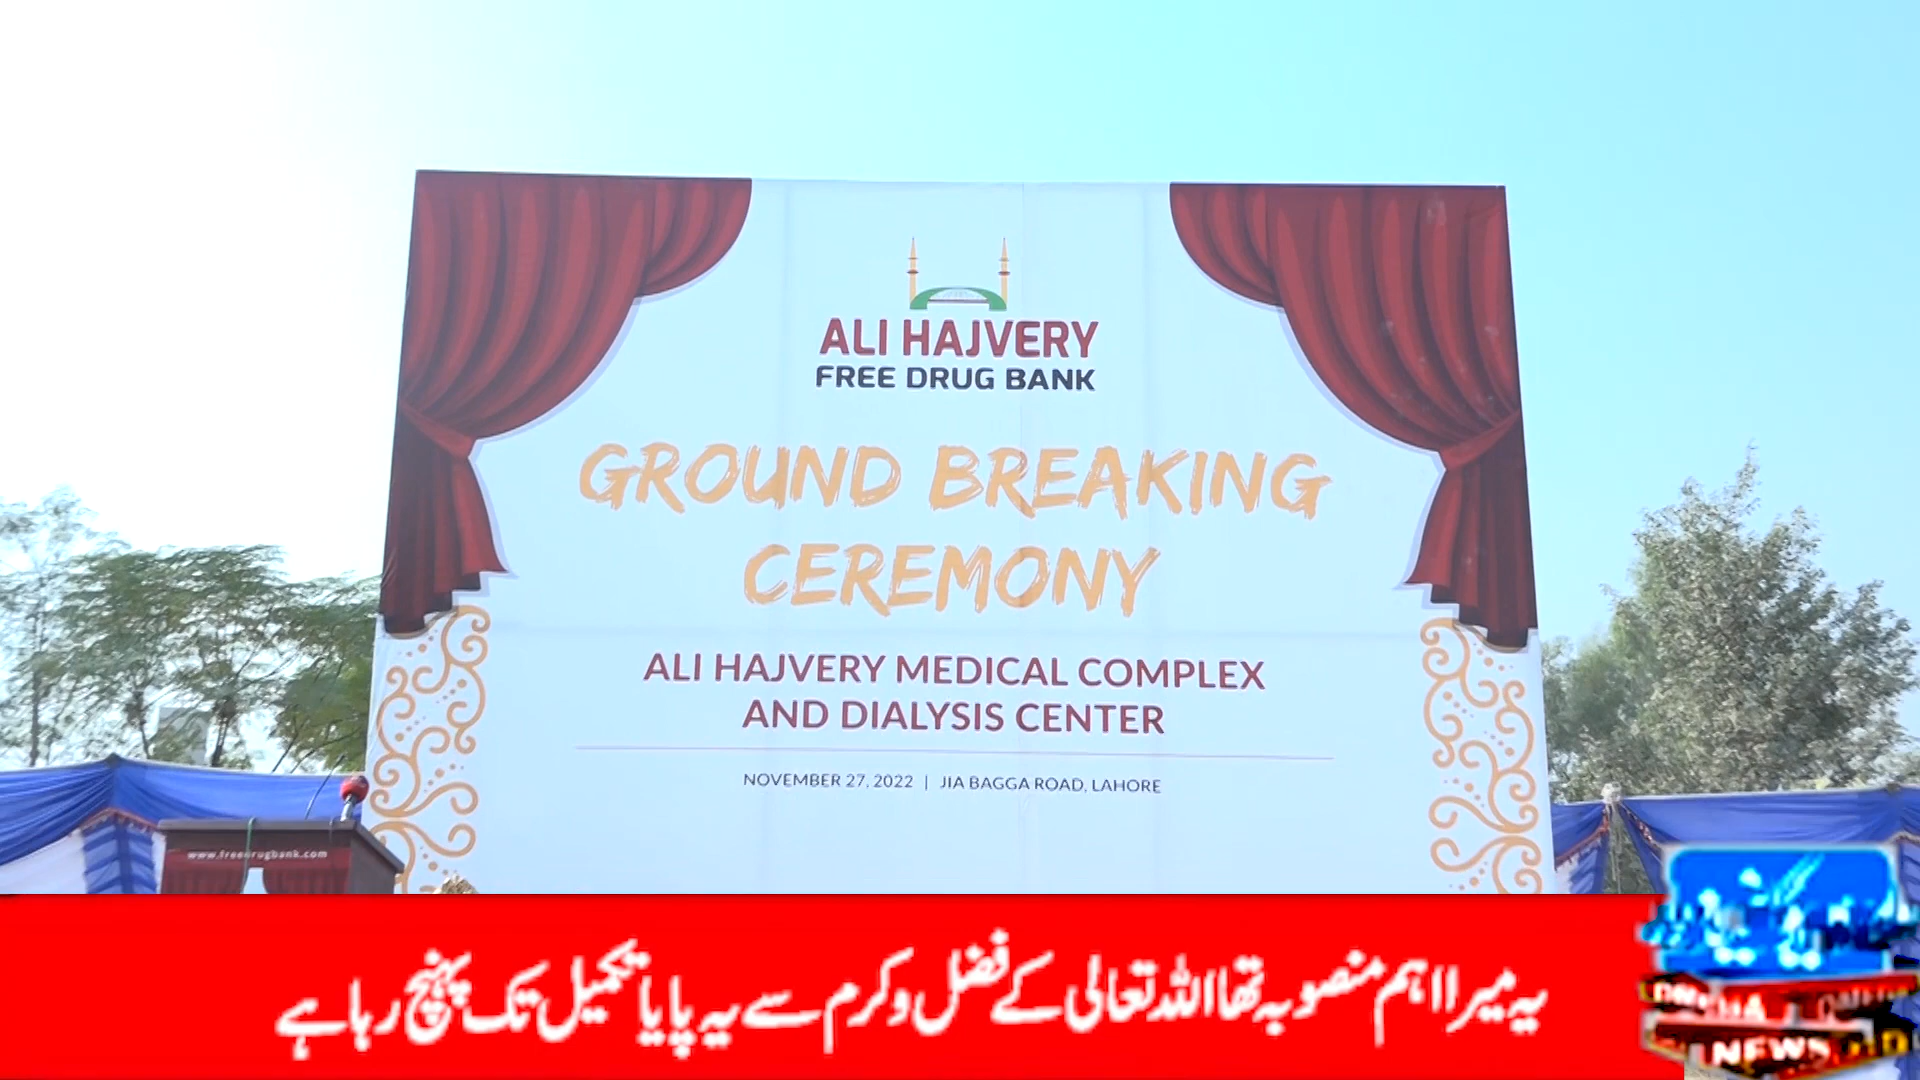 ALI HAJVERY
FREE DRUG BANK
GROUND BREAKING
CEREMONY
ALI HAJVERY MEDICAL COMPLEX
AND DIALYSIS CENTER
NOVEMBER 27, 2022 | JIA BAGGA ROAD, LAHORE
www.freedrugbank.com
یہ میرا اہم منصوبہ تھا اللہ تعالی کے فضل و کرم سے یہ پایا تکمیل تک پہنچ رہا ہے
NEWS